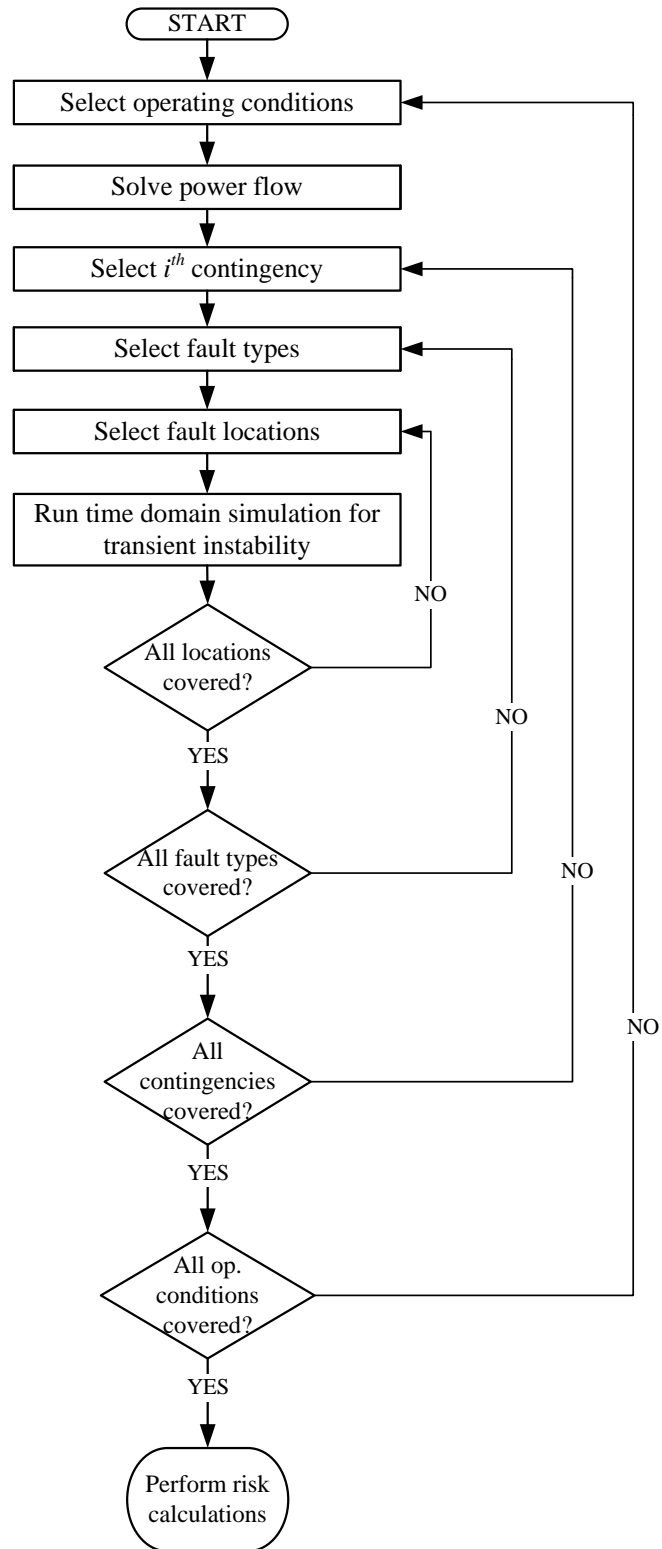 START
Select operating conditions
Solve power flow
Select i^th contingency
Select fault types
Select fault locations
Run time domain simulation for
transient instability
NO
All locations
covered?
NO
YES
All fault types
covered?
NO
YES
All
contingencies
covered?
NO
YES
All op.
conditions
covered?
YES
Perform risk
calculations